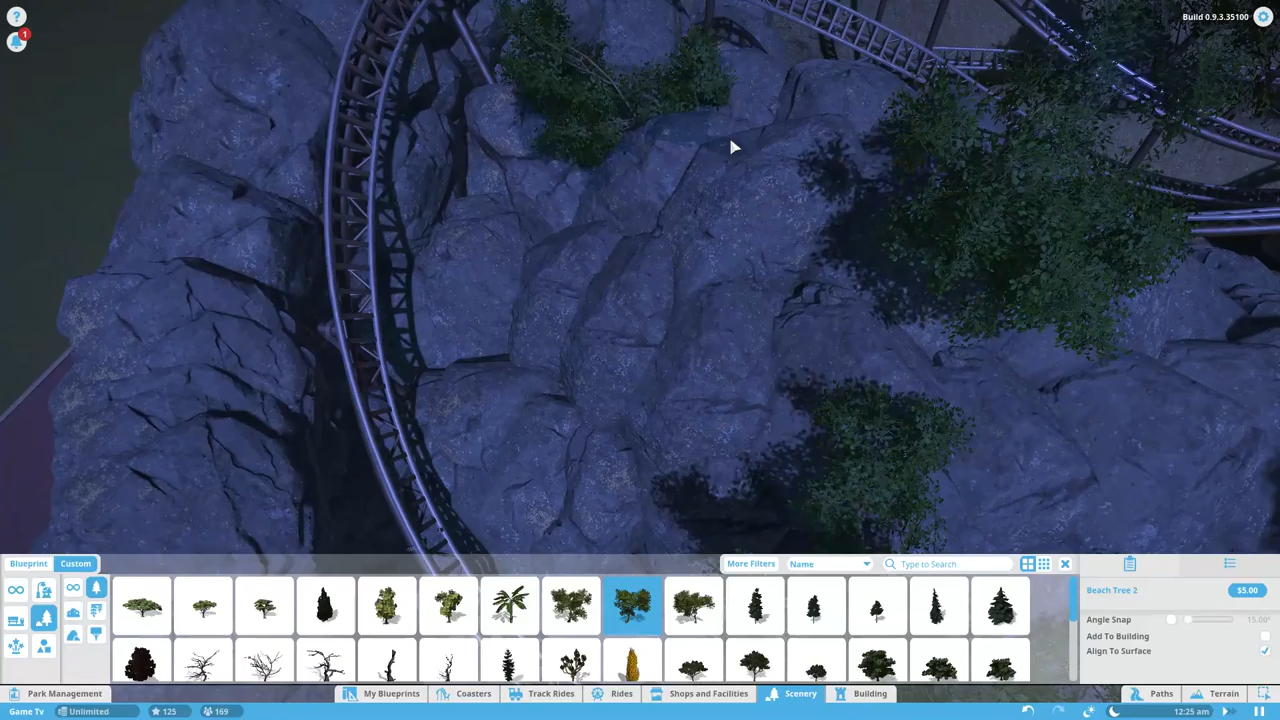 Build 0.9.3.35100
?
1
Blueprint Custom
More Filters Name Type to Search
Beach Tree 2 $5.00
Angle Snap 15.00°
Add To Building
Align To Surface
Park Management My Blueprints Coasters Track Rides Rides Shops and Facilities Scenery Building Paths Terrain
Game Tv Unlimited 125 169 12:25 am